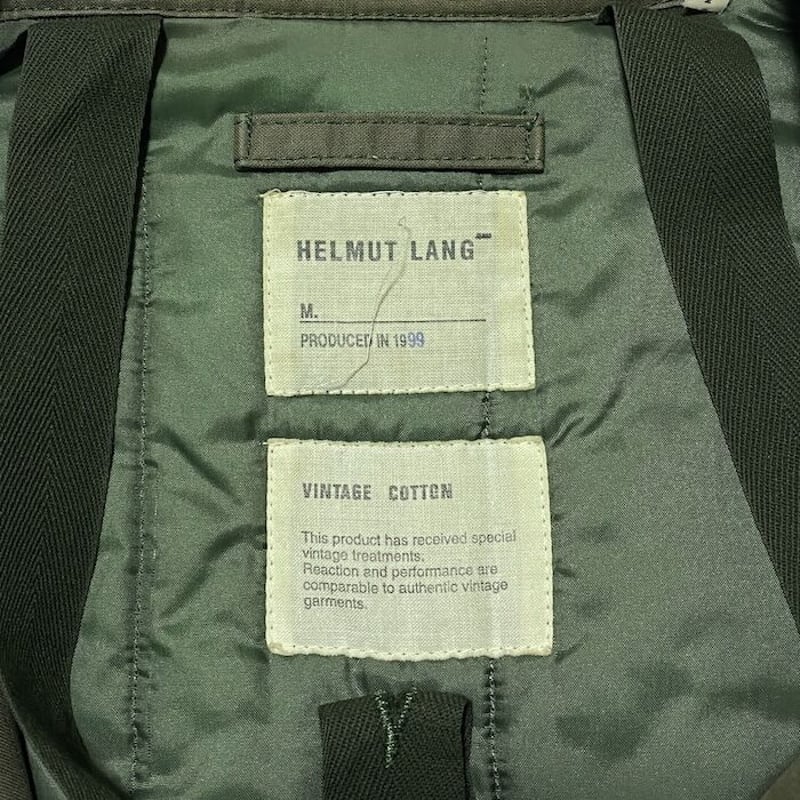 HELMUT LANG
M.
PRODUCED IN 1999
VINTAGE COTTON
This product has received special
vintage treatments.
Reaction and performance are
comparable to authentic vintage
garments.